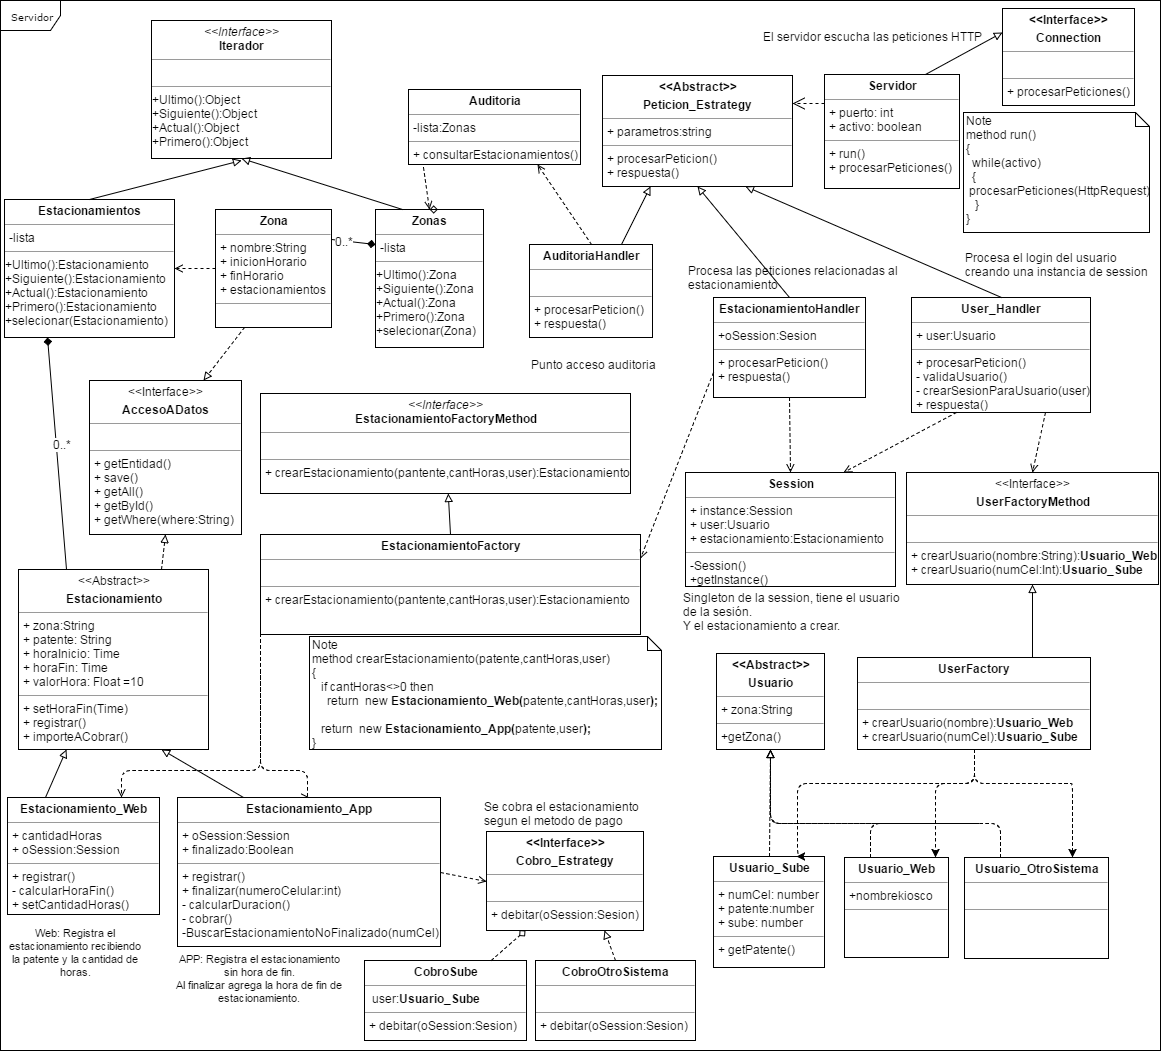 Servidor
<<Interface>>
Iterador
+Ultimo():Object
+Siguiente():Object
+Actual():Object
+Primero():Object
Auditoria
-lista:Zonas
+ consultarEstacionamientos()
<<Abstract>>
Peticion_Estrategy
+ parametros:string
+ procesarPeticion()
+ respuesta()
El servidor escucha las peticiones HTTP
Servidor
+ puerto: int
+ activo: boolean
+ run()
+ procesarPeticiones()
<<Interface>>
Connection
+ procesarPeticiones()
Note
method run()
{
while(activo)
{
procesarPeticiones(HttpRequest)
}
}
Estacionamientos
-lista
+Ultimo():Estacionamiento
+Siguiente():Estacionamiento
+Actual():Estacionamiento
+Primero():Estacionamiento
+selecionar(Estacionamiento)
Zona
+ nombre:String
+ inicionHorario
+ finHorario
+ estacionamientos
0..*
Zonas
-lista
+Ultimo():Zona
+Siguiente():Zona
+Actual():Zona
+Primero():Zona
+selecionar(Zona)
AuditoriaHandler
+ procesarPeticion()
+ respuesta()
Punto acceso auditoria
Procesa las peticiones relacionadas al
estacionamiento
EstacionamientoHandler
+oSession:Sesion
+ procesarPeticion()
+ respuesta()
Procesa el login del usuario
creando una instancia de session
User_Handler
+ user:Usuario
+ procesarPeticion()
- validaUsuario()
- crearSesionParaUsuario(user)
+ respuesta()
0..*
<<Interface>>
AccesoADatos
+ getEntidad()
+ save()
+ getAll()
+ getById()
+ getWhere(where:String)
<<Interface>>
EstacionamientoFactoryMethod
+ crearEstacionamiento(pantente,cantHoras,user):Estacionamiento
EstacionamientoFactory
+ crearEstacionamiento(pantente,cantHoras,user):Estacionamiento
Note
method crearEstacionamiento(patente,cantHoras,user)
{
if cantHoras<>0 then
return new Estacionamiento_Web(patente,cantHoras,user);
return new Estacionamiento_App(patente,user);
}
Session
+ instance:Session
+ user:Usuario
+ estacionamiento:Estacionamiento
-Session()
+getInstance()
Singleton de la session, tiene el usuario
de la sesión.
Y el estacionamiento a crear.
<<Interface>>
UserFactoryMethod
+ crearUsuario(nombre:String):Usuario_Web
+ crearUsuario(numCel:Int):Usuario_Sube
<<Abstract>>
Estacionamiento
+ zona:String
+ patente: String
+ horaInicio: Time
+ horaFin: Time
+ valorHora: Float =10
+ setHoraFin(Time)
+ registrar()
+ importeACobrar()
<<Abstract>>
Usuario
+ zona:String
+getZona()
UserFactory
+ crearUsuario(nombre):Usuario_Web
+ crearUsuario(numCel):Usuario_Sube
Estacionamiento_Web
+ cantidadHoras
+ oSession:Session
+ registrar()
- calcularHoraFin()
+ setCantidadHoras()
Web: Registra el
estacionamiento recibiendo
la patente y la cantidad de
horas.
Estacionamiento_App
+ oSession:Session
+ finalizado:Boolean
+ registrar()
+ finalizar(numeroCelular:int)
- calcularDuracion()
- cobrar()
-BuscarEstacionamientoNoFinalizado(numCel)
APP: Registra el estacionamiento
sin hora de fin.
Al finalizar agrega la hora de fin de
estacionamiento.
Se cobra el estacionamiento
segun el metodo de pago
<<Interface>>
Cobro_Estrategy
+ debitar(oSession:Sesion)
CobroSube
user:Usuario_Sube
+ debitar(oSession:Sesion)
CobroOtroSistema
+ debitar(oSession:Sesion)
Usuario_Sube
+ numCel: number
+ patente:number
+ sube: number
+ getPatente()
Usuario_Web
+nombrekiosco
Usuario_OtroSistema